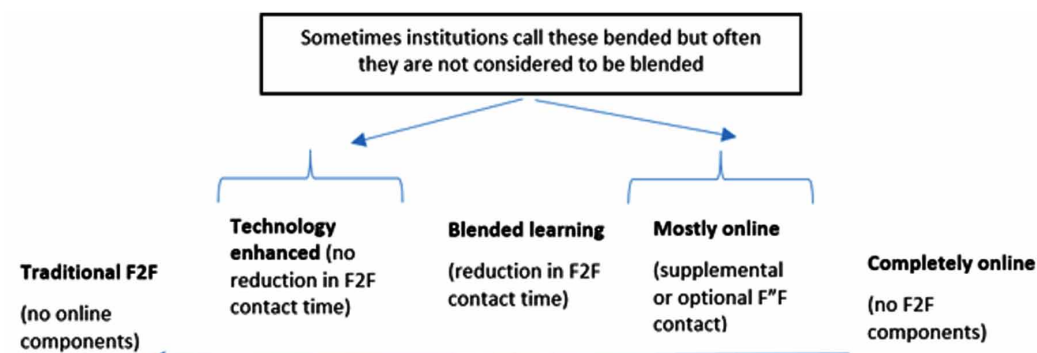 Sometimes institutions call these bended but often
they are not considered to be blended
Traditional F2F
(no online
components)
Technology
enhanced (no
reduction in F2F
contact time)
Blended learning
(reduction in F2F
contact time)
Mostly online
(supplemental
or optional F"F
contact)
Completely online
(no F2F
components)